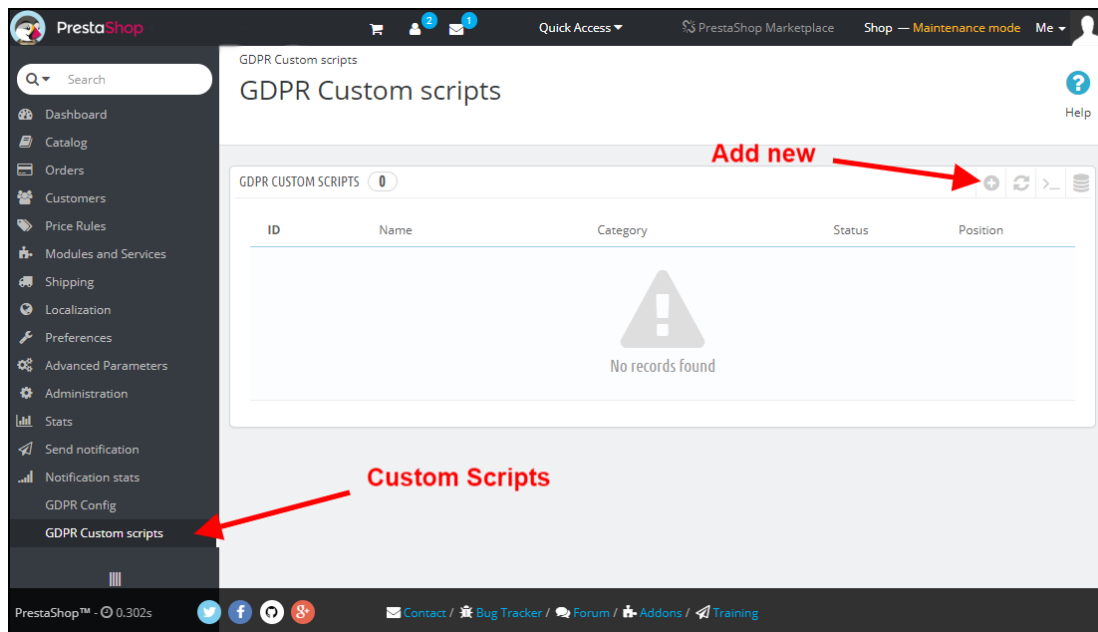 PrestaShop 2 1 Quick Access PrestaShop Marketplace Shop — Maintenance mode Me
Search
Dashboard
Catalog
Orders
Customers
Price Rules
Modules and Services
Shipping
Localization
Preferences
Advanced Parameters
Administration
Stats
Send notification
Notification stats
GDPR Config
GDPR Custom scripts
GDPR Custom scripts
GDPR Custom scripts
Help
Add new
GDPR CUSTOM SCRIPTS 0
ID Name Category Status Position
No records found
Custom Scripts
PrestaShop™ - 0.302s Contact / Bug Tracker / Forum / Addons / Training